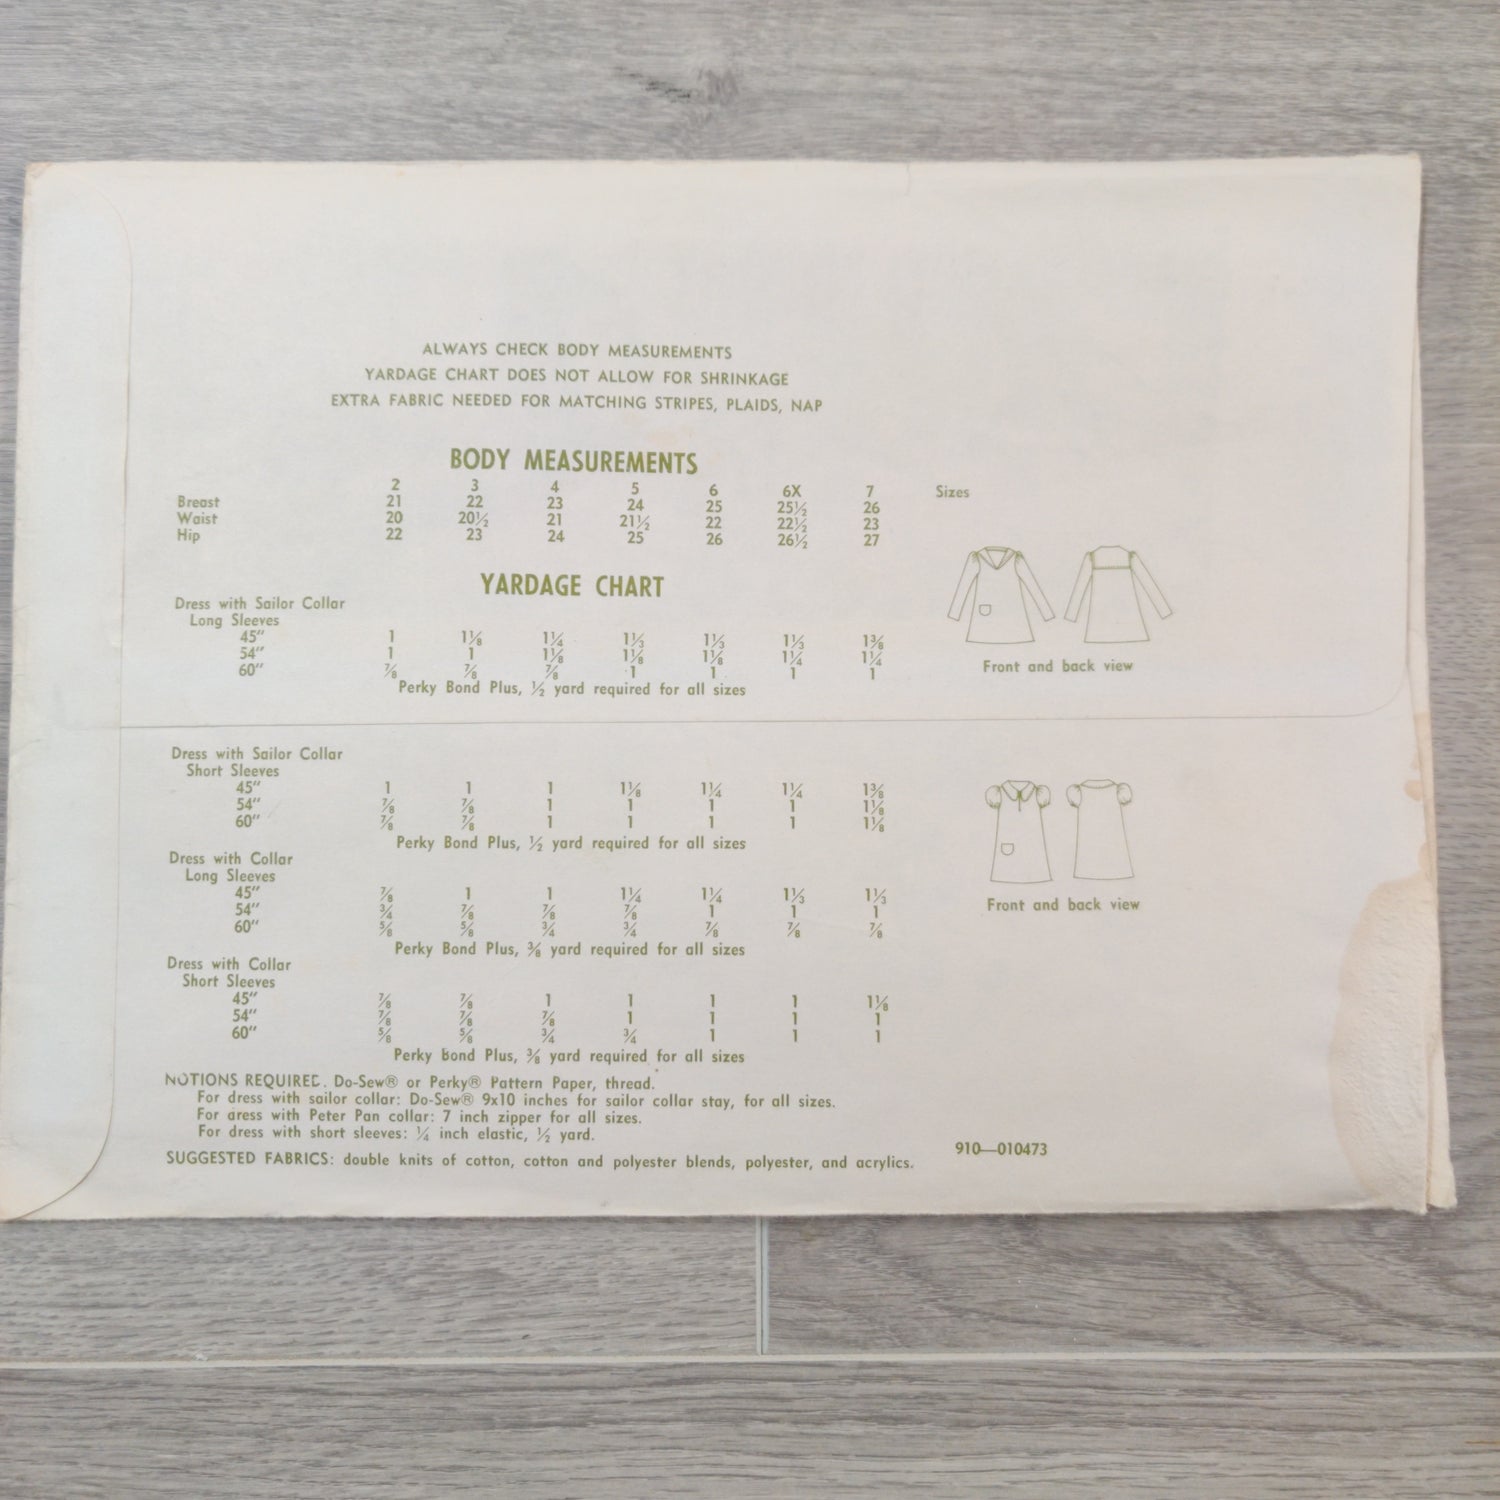 ALWAYS CHECK BODY MEASUREMENTS
YARDAGE CHART DOES NOT ALLOW FOR SHRINKAGE
EXTRA FABRIC NEEDED FOR MATCHING STRIPES, PLAIDS, NAP
BODY MEASUREMENTS
2 3 4 5 6 6X 7 Sizes
Breast 21 22 23 24 25 25½ 26
Waist 20 20½ 21 21½ 22 22½ 23
Hip 22 23 24 25 26 26½ 27
YARDAGE CHART
Dress with Sailor Collar
Long Sleeves
45" 1 1⅛ 1¼ 1⅓ 1⅓ 1⅓ 1⅜
54" 1 1 1⅛ 1⅛ 1⅛ 1¼ 1¼
60" ⅞ ⅞ ⅞ 1 1 1 1
Perky Bond Plus, ½ yard required for all sizes
Front and back view
Dress with Sailor Collar
Short Sleeves
45" 1 1 1 1⅛ 1¼ 1¼ 1⅜
54" ⅞ ⅞ 1 1 1 1 1⅛
60" ⅞ ⅞ 1 1 1 1 1⅛
Perky Bond Plus, ½ yard required for all sizes
Dress with Collar
Long Sleeves
45" ⅞ 1 1 1¼ 1¼ 1⅓ 1⅓
54" ¾ ⅞ ⅞ ⅞ 1 1 1
60" ⅝ ⅝ ¾ ¾ ⅞ ⅞ ⅞
Perky Bond Plus, ⅜ yard required for all sizes
Front and back view
Dress with Collar
Short Sleeves
45" ⅞ ⅞ 1 1 1 1 1⅛
54" ⅞ ⅞ ⅞ 1 1 1 1
60" ⅝ ⅝ ¾ ¾ 1 1 1
Perky Bond Plus, ⅜ yard required for all sizes
NOTIONS REQUIRED. Do-Sew® or Perky® Pattern Paper, thread.
For dress with sailor collar: Do-Sew® 9x10 inches for sailor collar stay, for all sizes.
For dress with Peter Pan collar: 7 inch zipper for all sizes.
For dress with short sleeves: ¼ inch elastic, ½ yard.
SUGGESTED FABRICS: double knits of cotton, cotton and polyester blends, polyester, and acrylics.
910—010473